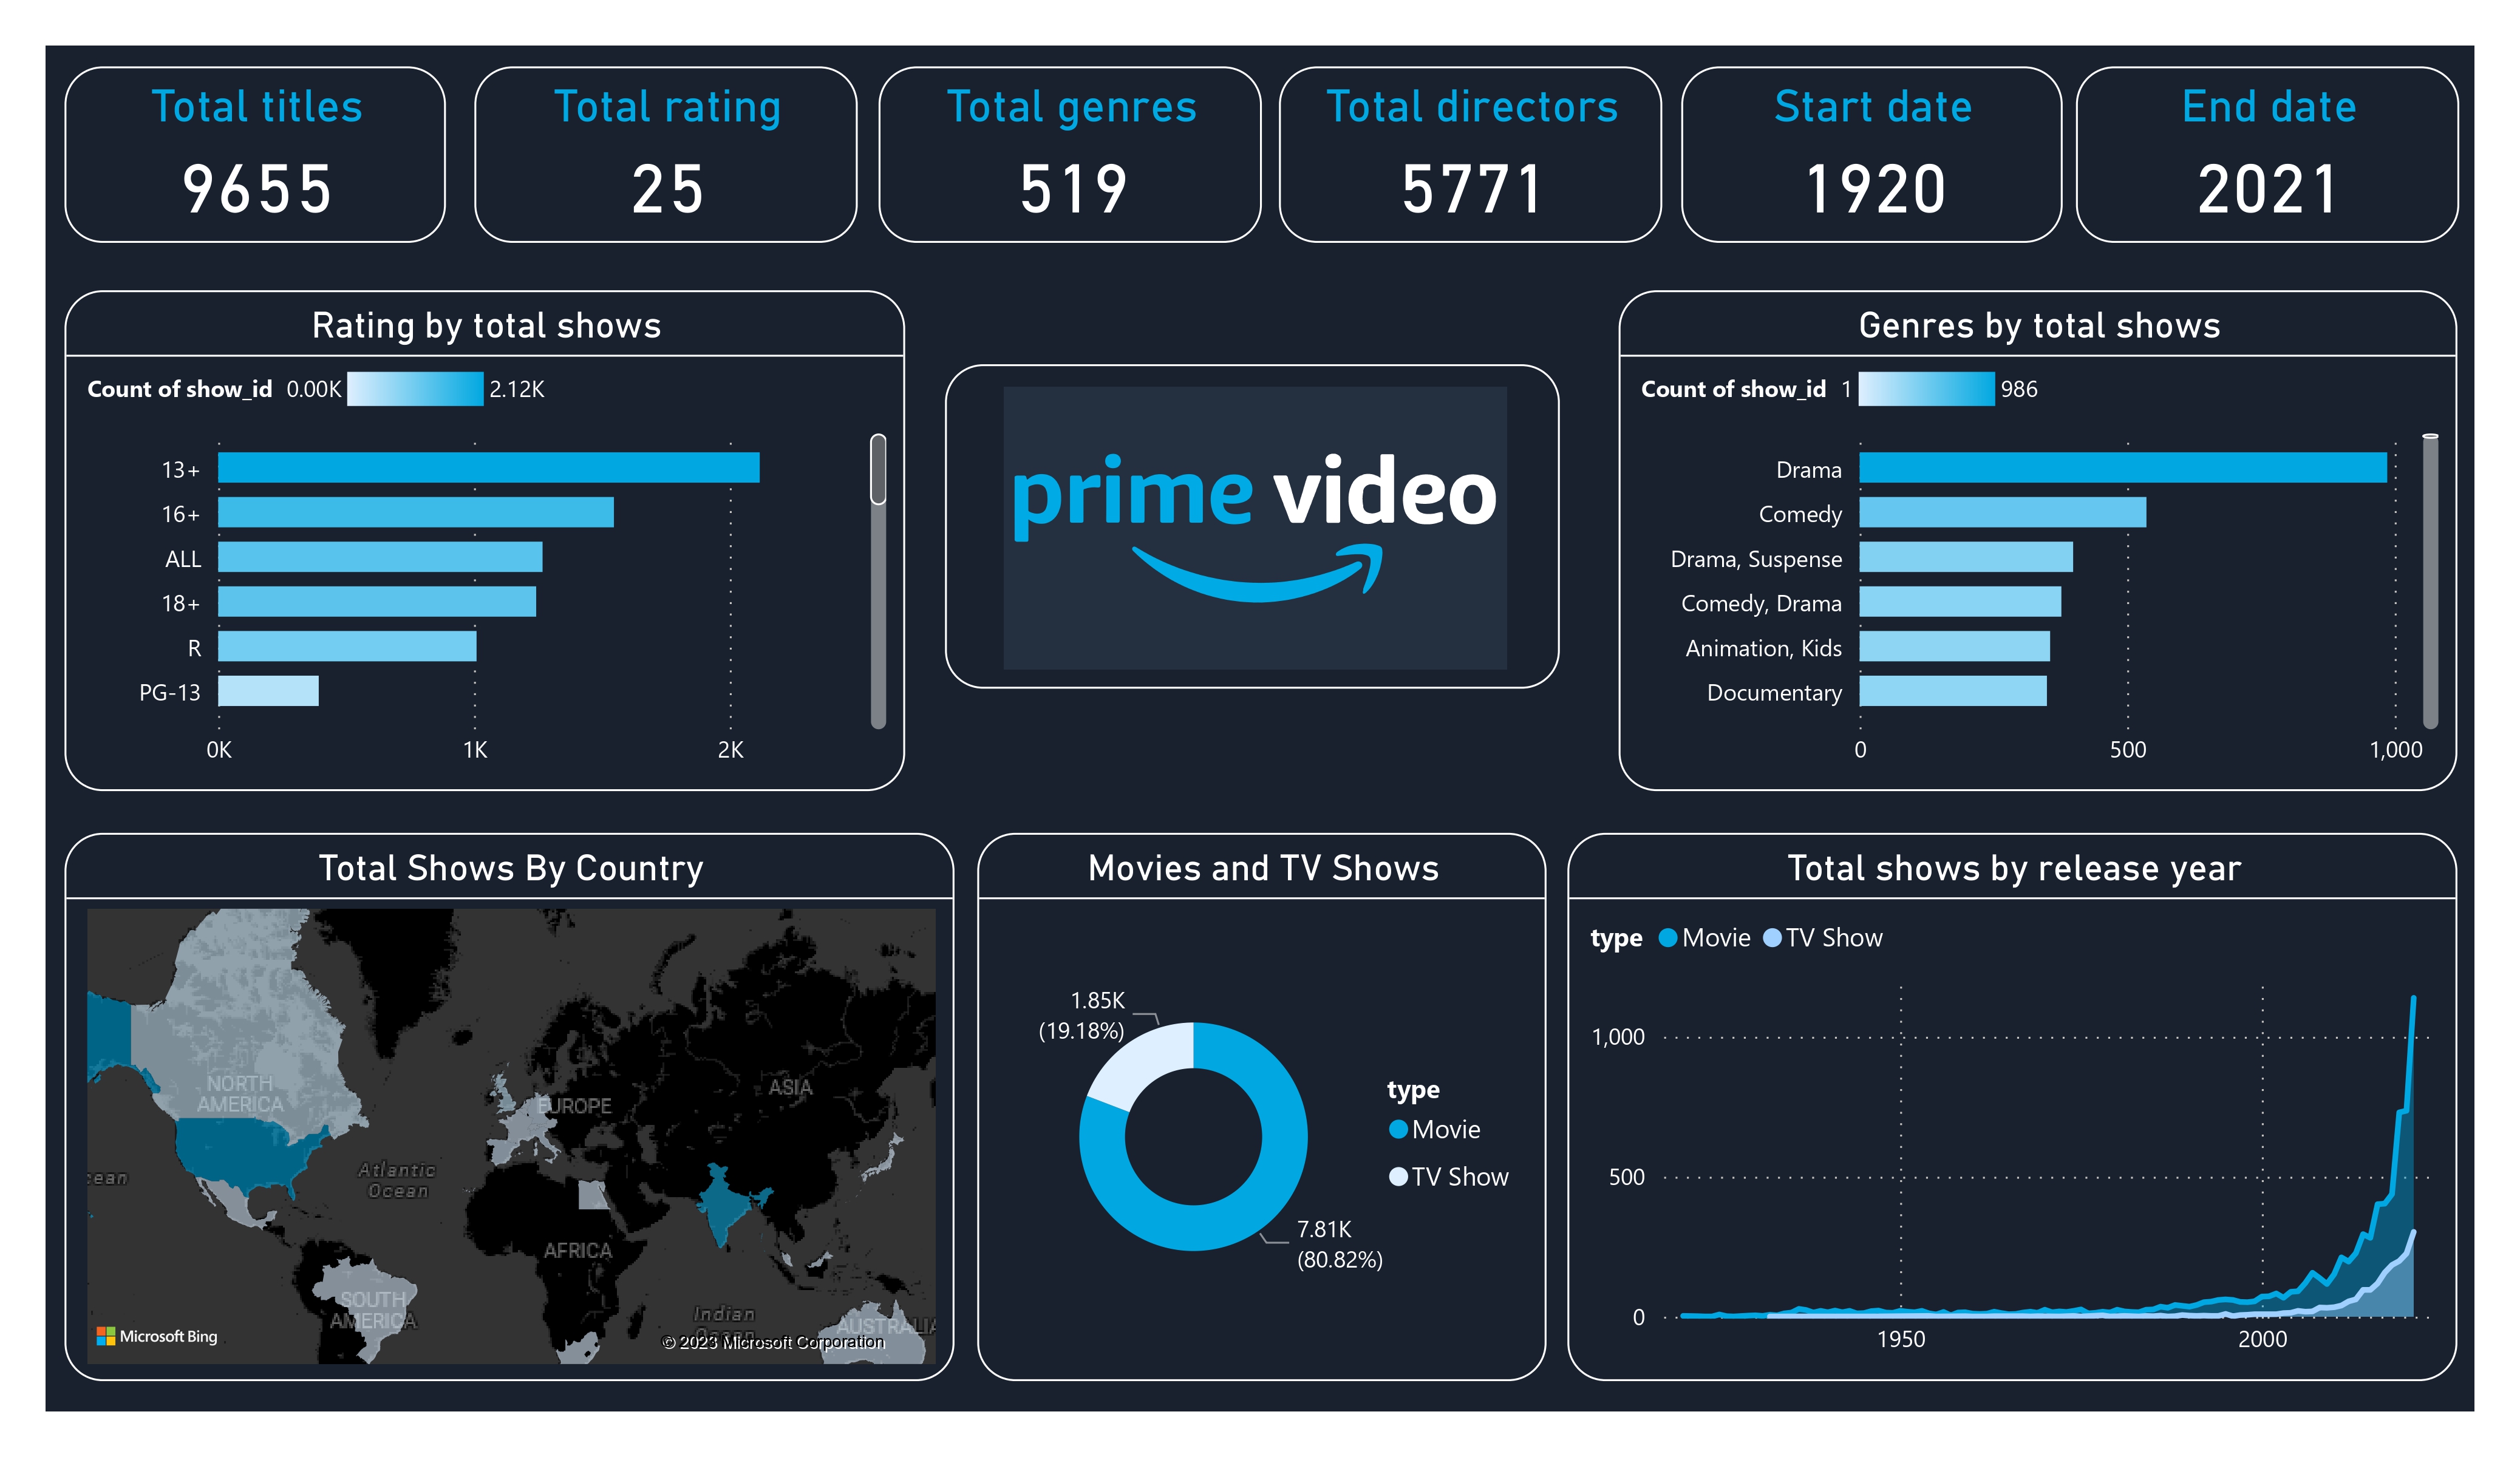 Total titles
9655
Total rating
25
Total genres
519
Total directors
5771
Start date
1920
End date
2021
Rating by total shows
Count of show_id 0.00K 2.12K
13+
16+
ALL
18+
R
PG-13
0K 1K 2K
prime video
Genres by total shows
Count of show_id 1 986
Drama
Comedy
Drama, Suspense
Comedy, Drama
Animation, Kids
Documentary
0 500 1,000
Total Shows By Country
NORTH
AMERICA
EUROPE
ASIA
Atlantic
Ocean
cean
AFRICA
SOUTH
AMERICA
Indian
Ocean
AUSTRALIA
Microsoft Bing
© 2023 Microsoft Corporation
Movies and TV Shows
1.85K
(19.18%)
type
Movie
TV Show
7.81K
(80.82%)
Total shows by release year
type Movie TV Show
1,000
500
0
1950 2000